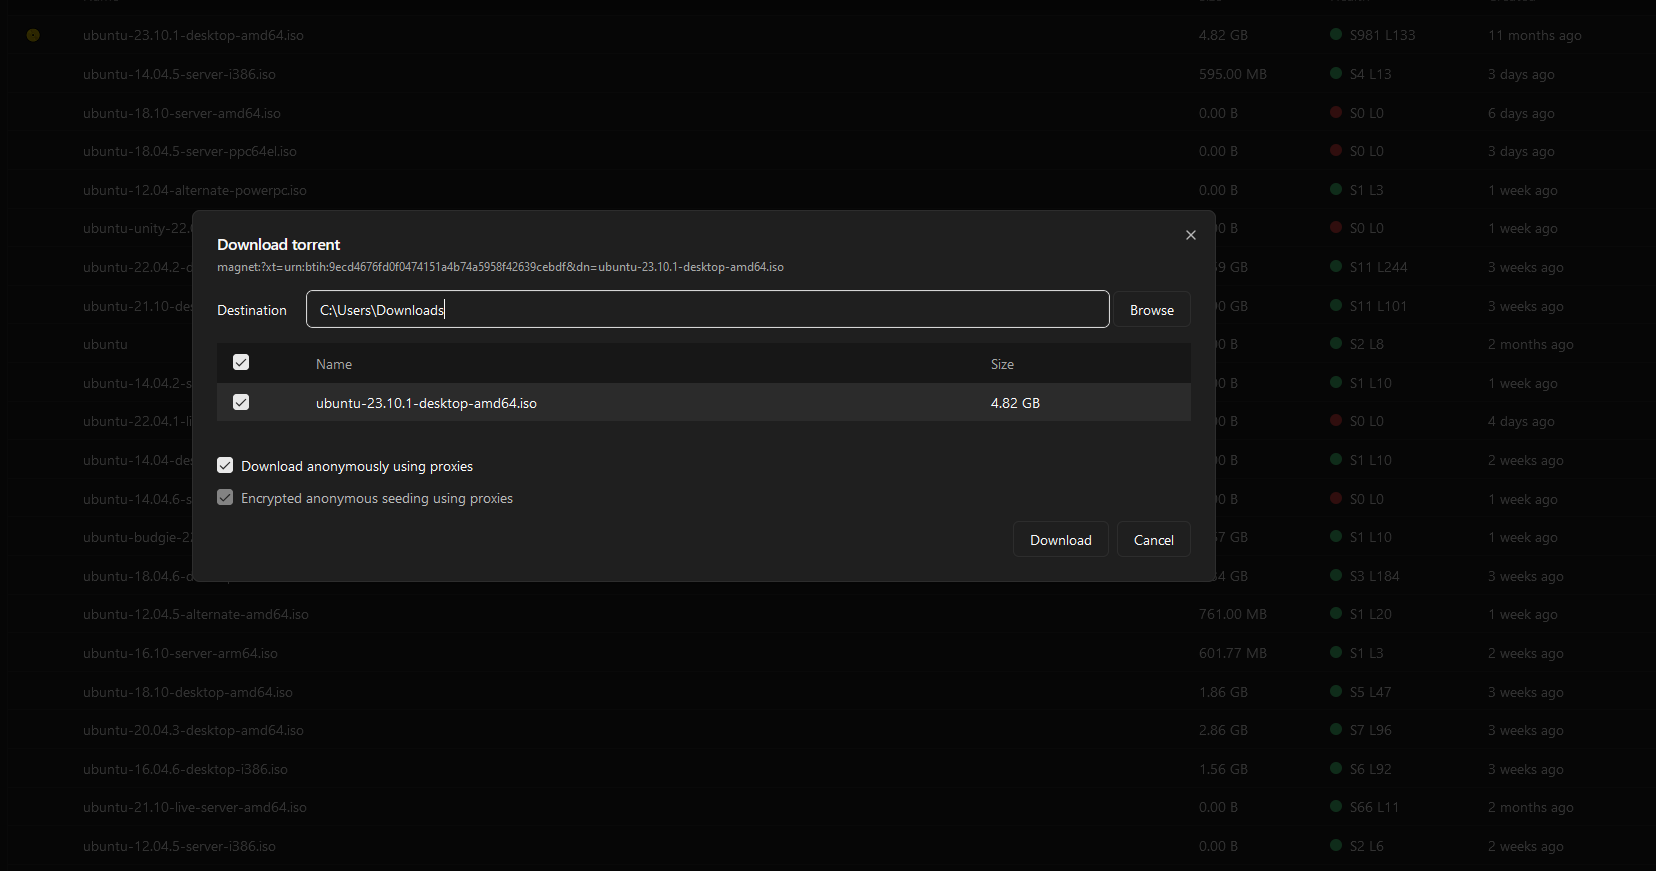 ubuntu-23.10.1-desktop-amd64.iso 4.82 GB S981 L133 11 months ago
ubuntu-14.04.5-server-i386.iso 595.00 MB S4 L13 3 days ago
ubuntu-18.10-server-amd64.iso 0.00 B S0 L0 6 days ago
ubuntu-18.04.5-server-ppc64el.iso 0.00 B S0 L0 3 days ago
ubuntu-12.04-alternate-powerpc.iso 0.00 B S1 L3 1 week ago
ubuntu-unity-22.0 0 B S0 L0 1 week ago
Download torrent
magnet:?xt=urn:btih:9ecd4676fd0f0474151a4b74a5958f42639cebdf&dn=ubuntu-23.10.1-desktop-amd64.iso
ubuntu-22.04.2-d 9 GB S11 L244 3 weeks ago
Destination C:\Users\Downloads Browse
ubuntu-21.10-des 0 GB S11 L101 3 weeks ago
ubuntu 0 B S2 L8 2 months ago
Name Size
ubuntu-14.04.2-s 0 B S1 L10 1 week ago
ubuntu-23.10.1-desktop-amd64.iso 4.82 GB
ubuntu-22.04.1-li 0 B S0 L0 4 days ago
ubuntu-14.04-des 0 B S1 L10 2 weeks ago
Download anonymously using proxies
ubuntu-14.04.6-s 0 B S0 L0 1 week ago
Encrypted anonymous seeding using proxies
ubuntu-budgie-22 7 GB S1 L10 1 week ago
Download Cancel
ubuntu-18.04.6-d 4 GB S3 L184 3 weeks ago
ubuntu-12.04.5-alternate-amd64.iso 761.00 MB S1 L20 1 week ago
ubuntu-16.10-server-arm64.iso 601.77 MB S1 L3 2 weeks ago
ubuntu-18.10-desktop-amd64.iso 1.86 GB S5 L47 3 weeks ago
ubuntu-20.04.3-desktop-amd64.iso 2.86 GB S7 L96 3 weeks ago
ubuntu-16.04.6-desktop-i386.iso 1.56 GB S6 L92 3 weeks ago
ubuntu-21.10-live-server-amd64.iso 0.00 B S66 L11 2 months ago
ubuntu-12.04.5-server-i386.iso 0.00 B S2 L6 2 weeks ago